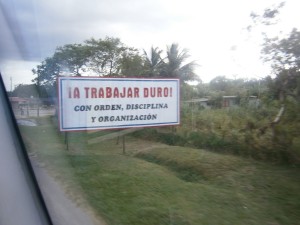 ¡A TRABAJAR DURO!
CON ORDEN, DISCIPLINA
Y ORGANIZACIÓN